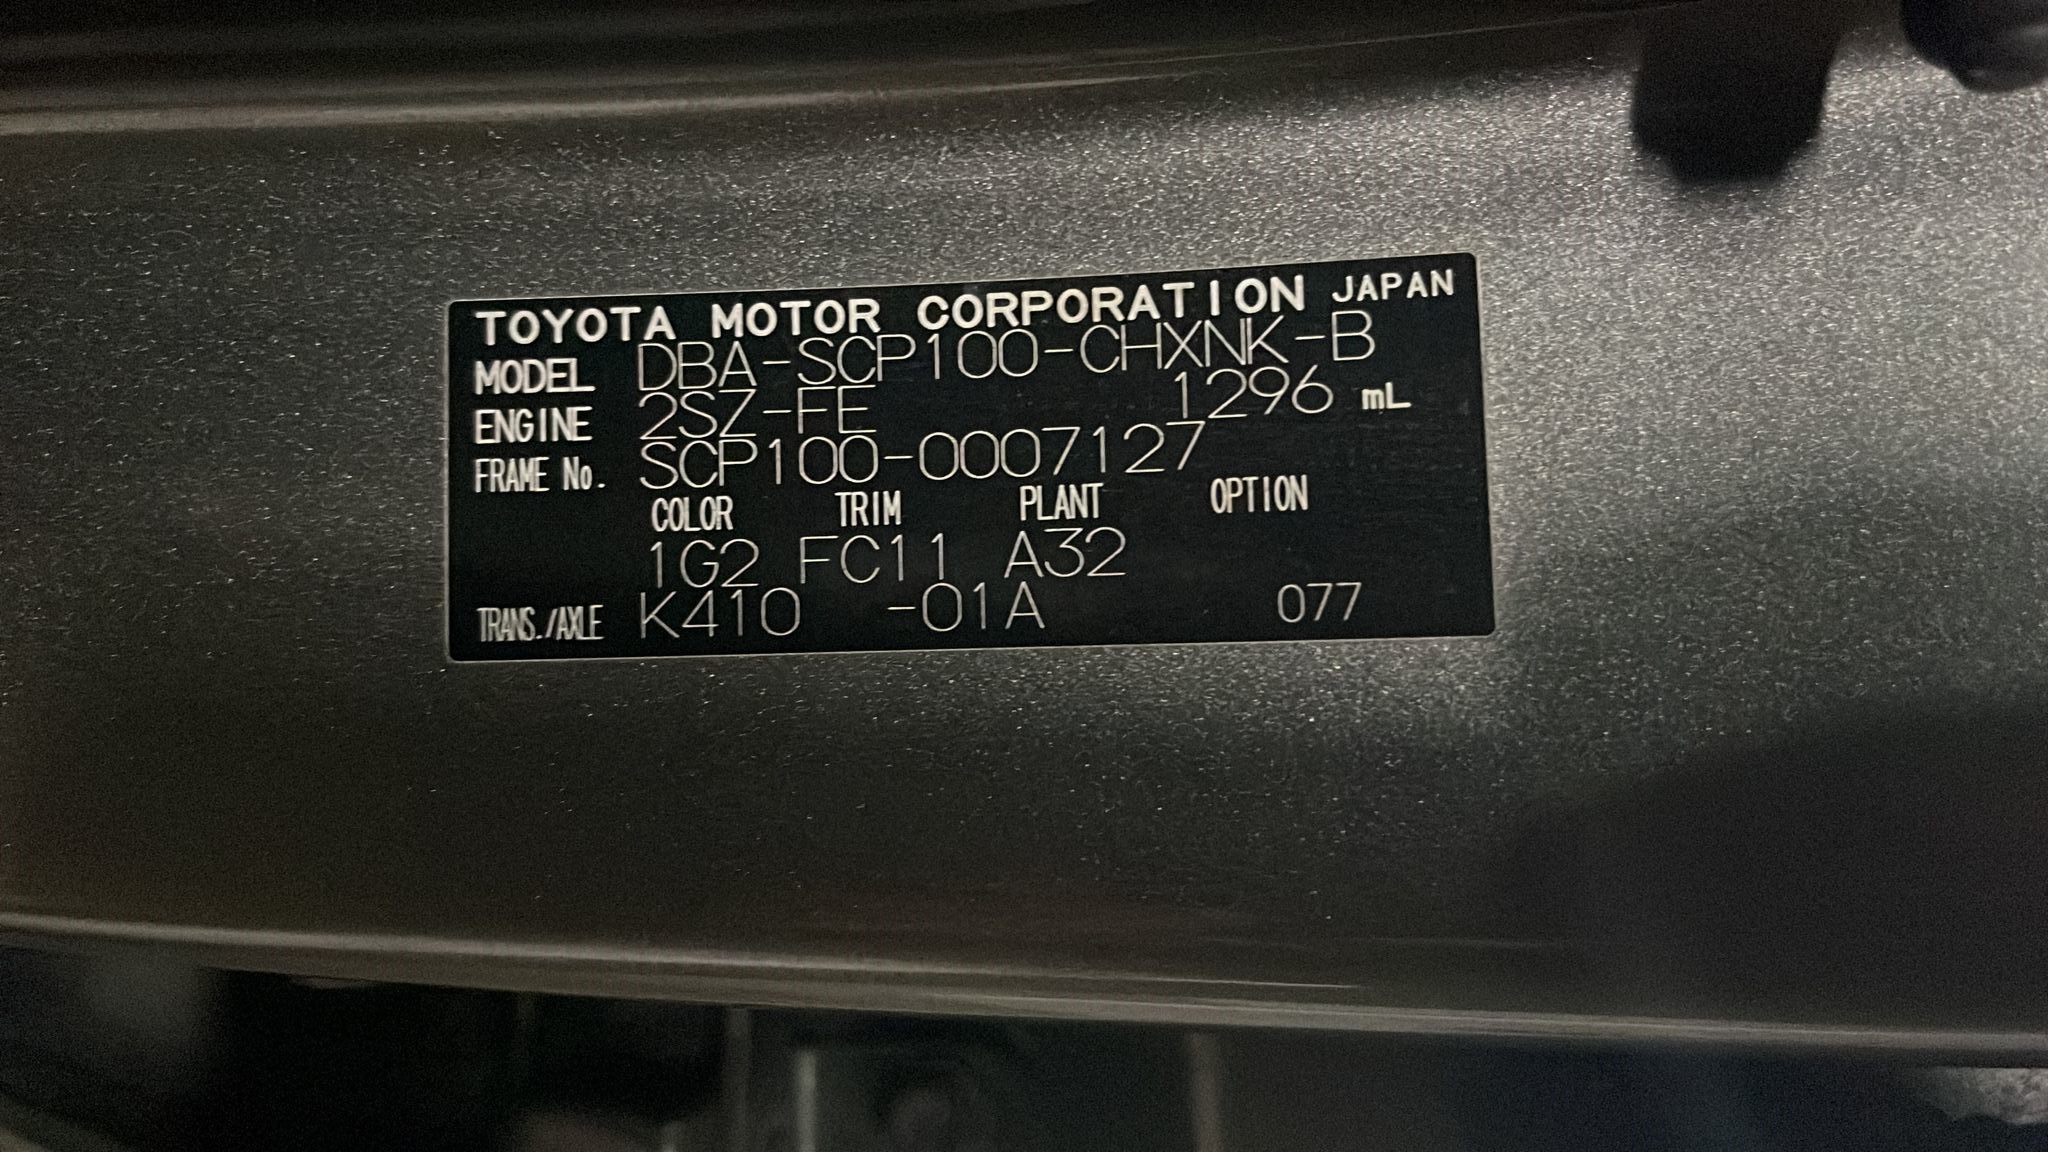 TOYOTA MOTOR CORPORATION JAPAN
MODEL DBA-SCP100-CHXNK-B
ENGINE 2SZ-FE 1296 mL
FRAME No. SCP100-0007127
COLOR TRIM PLANT OPTION
1G2 FC11 A32
TRANS./AXLE K410 -01A 077